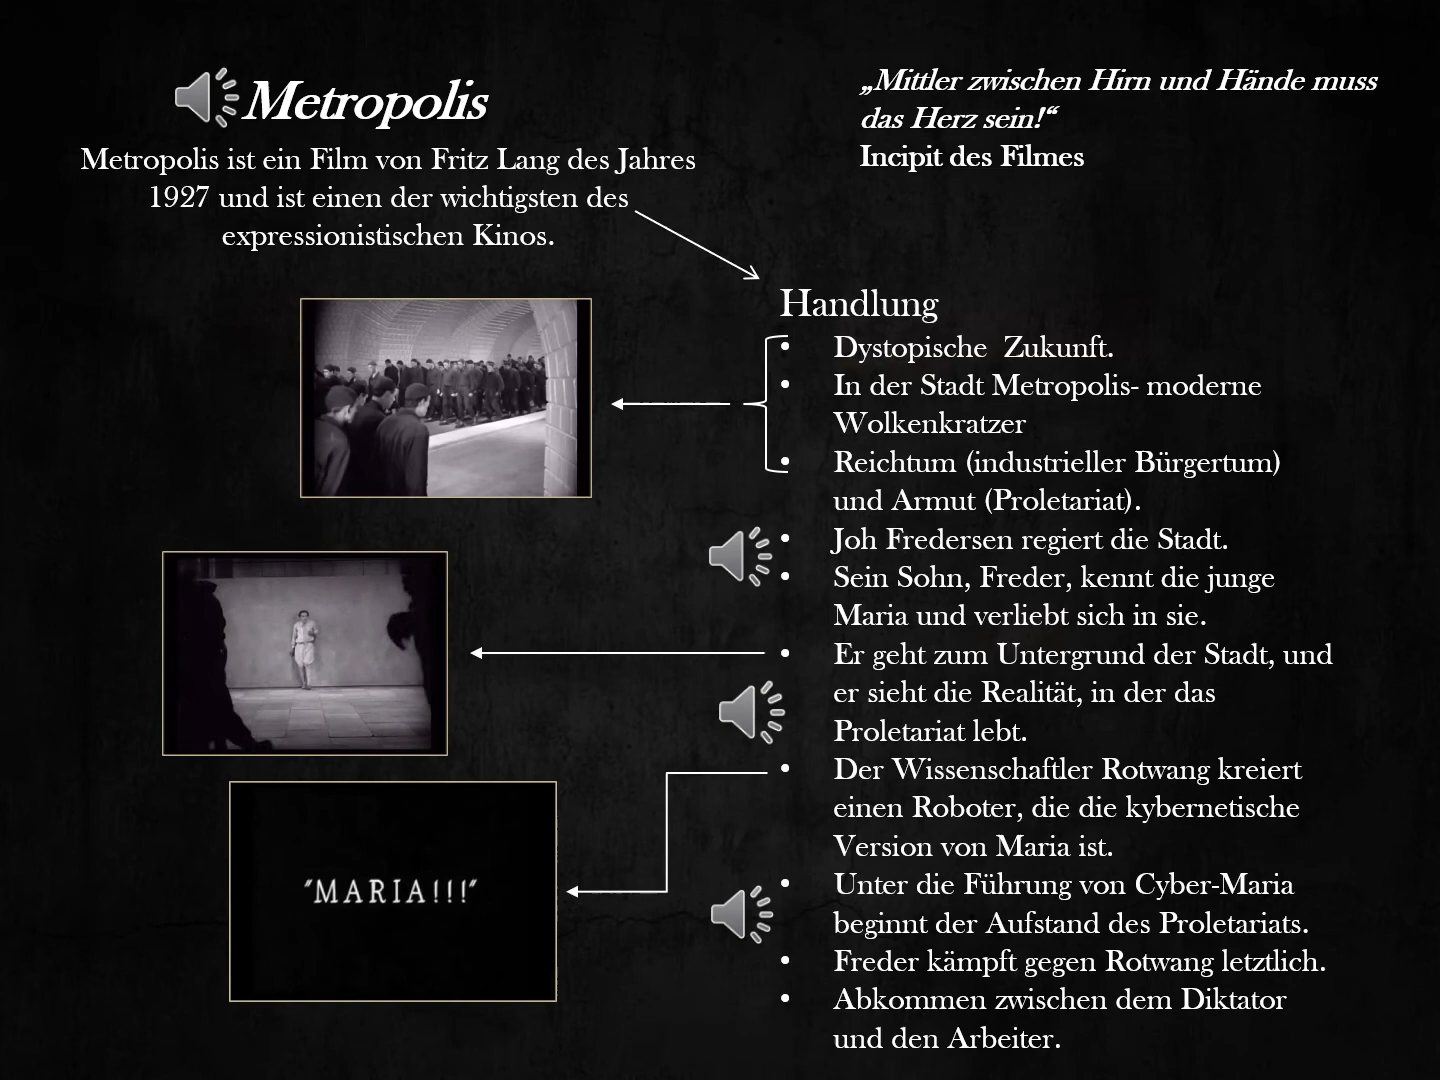 Metropolis
Metropolis ist ein Film von Fritz Lang des Jahres
1927 und ist einen der wichtigsten des
expressionistischen Kinos.
„Mittler zwischen Hirn und Hände muss
das Herz sein!“
Incipit des Filmes
Handlung
• Dystopische  Zukunft.
• In der Stadt Metropolis- moderne
Wolkenkratzer
• Reichtum (industrieller Bürgertum)
und Armut (Proletariat).
• Joh Fredersen regiert die Stadt.
• Sein Sohn, Freder, kennt die junge
Maria und verliebt sich in sie.
• Er geht zum Untergrund der Stadt, und
er sieht die Realität, in der das
Proletariat lebt.
• Der Wissenschaftler Rotwang kreiert
einen Roboter, die die kybernetische
Version von Maria ist.
• Unter die Führung von Cyber-Maria
beginnt der Aufstand des Proletariats.
• Freder kämpft gegen Rotwang letztlich.
• Abkommen zwischen dem Diktator
und den Arbeiter.
"MARIA!!!"